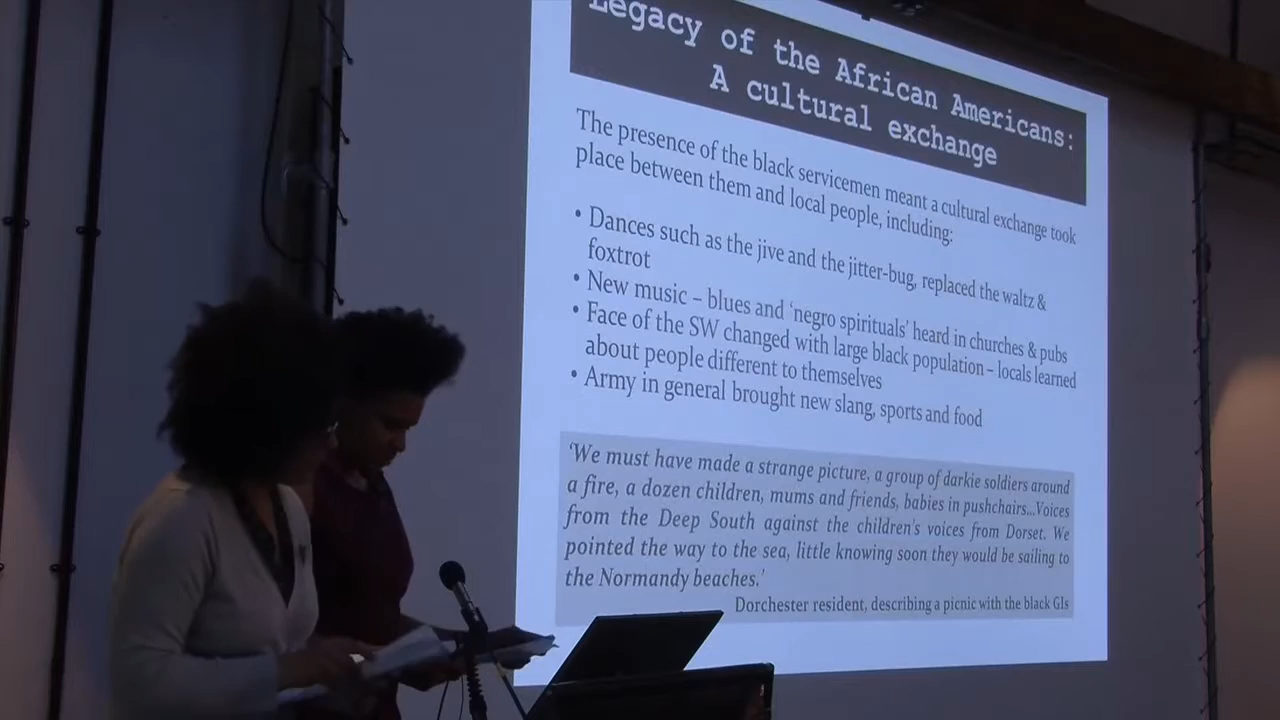 Legacy of the African Americans:
A cultural exchange
The presence of the black servicemen meant a cultural exchange took
place between them and local people, including:
• Dances such as the jive and the jitter-bug, replaced the waltz &
foxtrot
• New music – blues and ‘negro spirituals’ heard in churches & pubs
• Face of the SW changed with large black population – locals learned
about people different to themselves
• Army in general brought new slang, sports and food
‘We must have made a strange picture, a group of darkie soldiers around
a fire, a dozen children, mums and friends, babies in pushchairs...Voices
from the Deep South against the children’s voices from Dorset. We
pointed the way to the sea, little knowing soon they would be sailing to
the Normandy beaches.’
Dorchester resident, describing a picnic with the black GIs